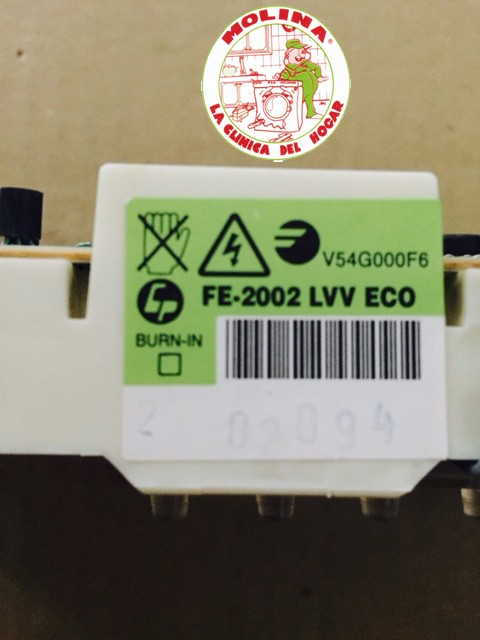 MOLINA®
LA CLINICA DEL HOGAR
V54G000F6
FE-2002 LVV ECO
BURN-IN
2 02094